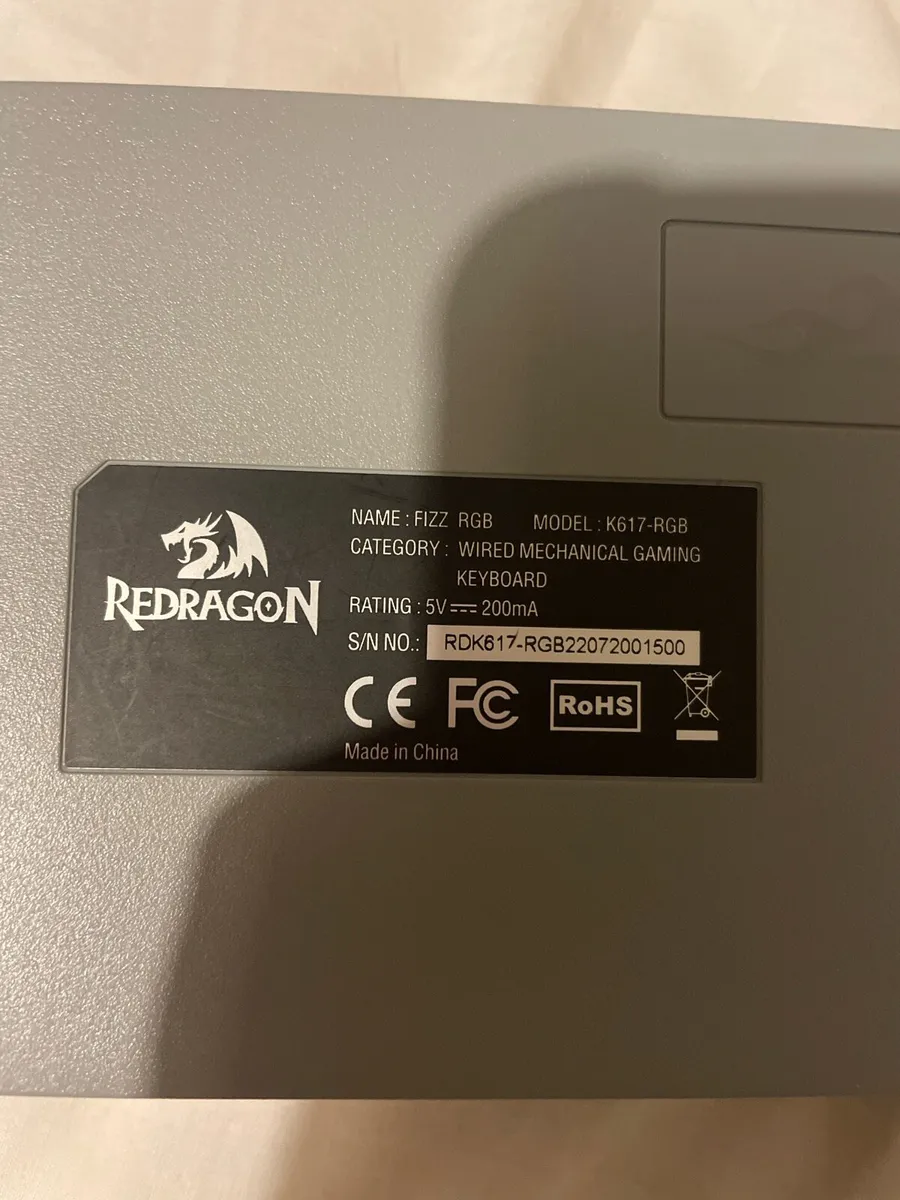 REDRAGON
NAME : FIZZ RGB MODEL : K617-RGB
CATEGORY : WIRED MECHANICAL GAMING
KEYBOARD
RATING : 5V ⎓ 200mA
S/N NO.: RDK617-RGB22072001500
CE FC RoHS
Made in China